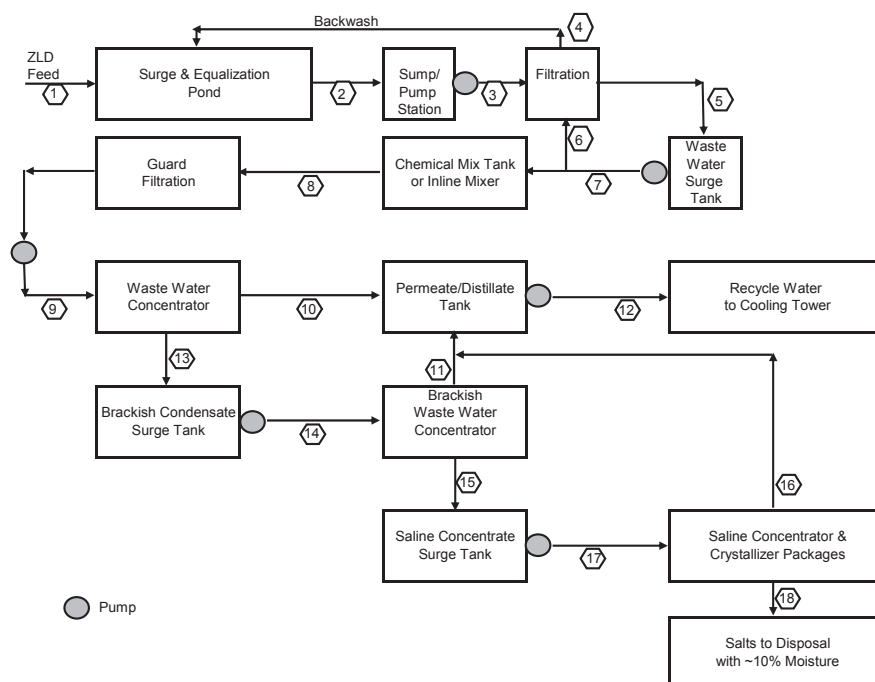 Backwash
4
ZLD
Feed
1
Surge & Equalization
Pond
2
Sump/
Pump
Station
3
Filtration
5
6
Waste
Water
Surge
Tank
7
Chemical Mix Tank
or Inline Mixer
8
Guard
Filtration
9
Waste Water
Concentrator
10
Permeate/Distillate
Tank
12
Recycle Water
to Cooling Tower
13
11
Brackish Condensate
Surge Tank
14
Brackish
Waste Water
Concentrator
15
16
Saline Concentrate
Surge Tank
17
Saline Concentrator &
Crystallizer Packages
18
Pump
Salts to Disposal
with ~10% Moisture